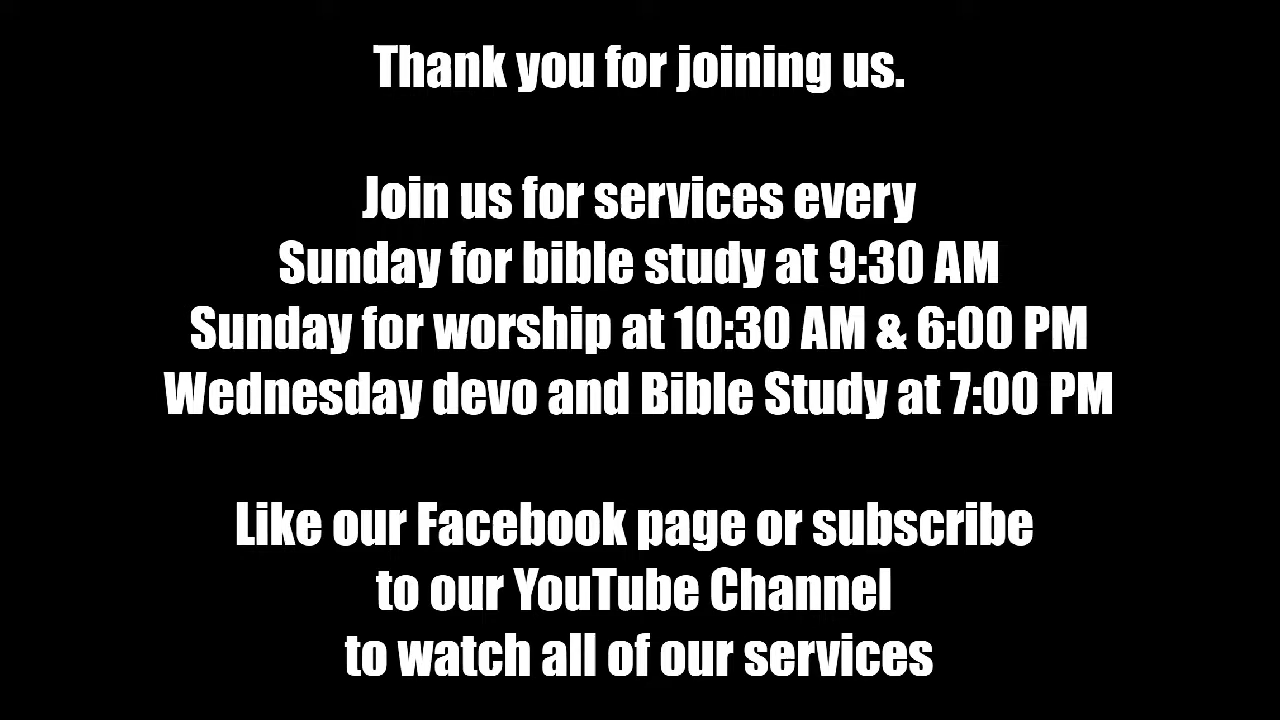 Thank you for joining us.
Join us for services every
Sunday for bible study at 9:30 AM
Sunday for worship at 10:30 AM & 6:00 PM
Wednesday devo and Bible Study at 7:00 PM
Like our Facebook page or subscribe
to our YouTube Channel
to watch all of our services